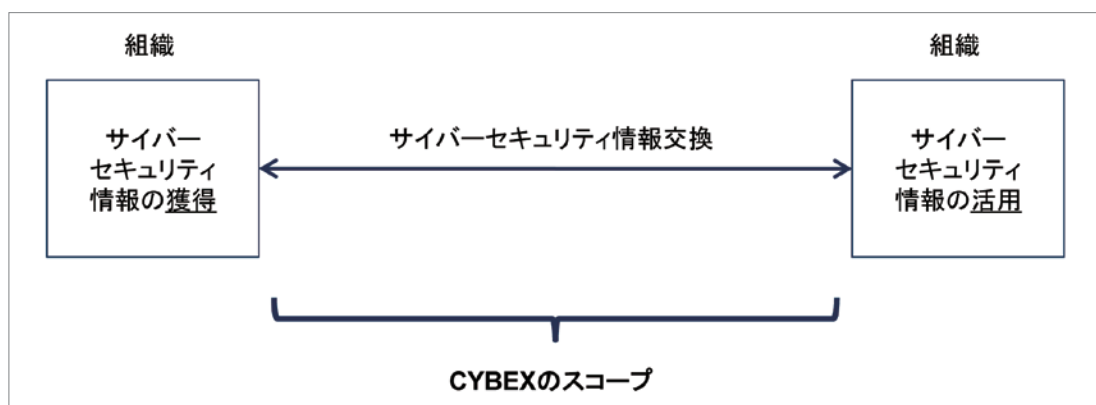 組織
組織
サイバー
セキュリティ
情報の獲得
サイバーセキュリティ情報交換
サイバー
セキュリティ
情報の活用
CYBEXのスコープ